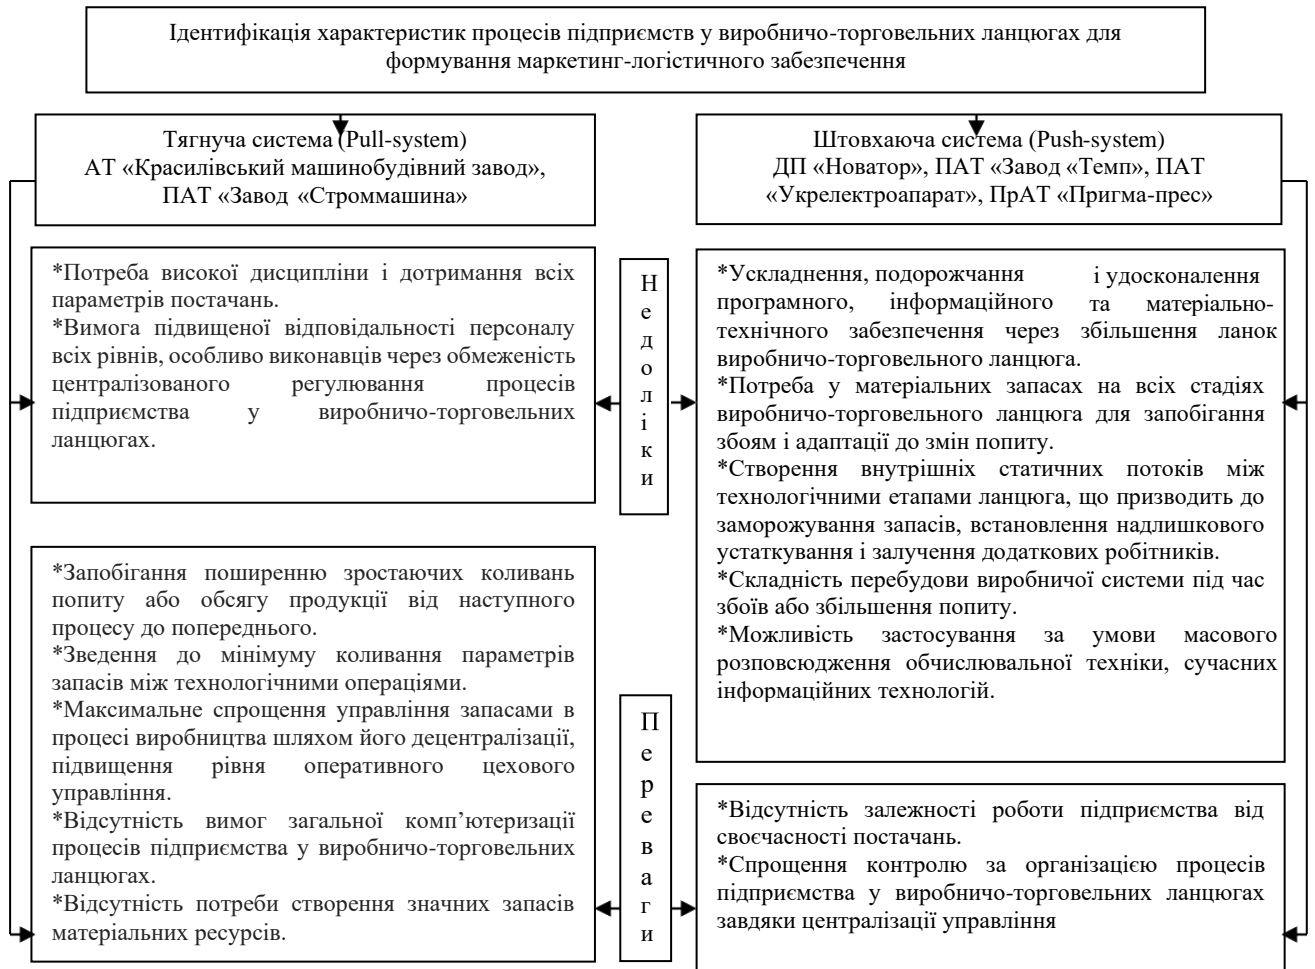 Ідентифікація характеристик процесів підприємств у виробничо-торговельних ланцюгах для
формування маркетинг-логістичного забезпечення
Тягнуча система (Pull-system)
АТ «Красилівський машинобудівний завод»,
ПАТ «Завод «Строммашина»
Штовхаюча система (Push-system)
ДП «Новатор», ПАТ «Завод «Темп», ПАТ
«Укрелектроапарат», ПрАТ «Пригма-прес»
*Потреба високої дисципліни і дотримання всіх
параметрів постачань.
*Вимога підвищеної відповідальності персоналу
всіх рівнів, особливо виконавців через обмеженість
централізованого регулювання процесів
підприємства у виробничо-торговельних
ланцюгах.
Н
е
д
о
л
і
к
и
*Ускладнення, подорожчання і удосконалення
програмного, інформаційного та матеріально-
технічного забезпечення через збільшення ланок
виробничо-торговельного ланцюга.
*Потреба у матеріальних запасах на всіх стадіях
виробничо-торговельного ланцюга для запобігання
збоям і адаптації до змін попиту.
*Створення внутрішніх статичних потоків між
технологічними етапами ланцюга, що призводить до
заморожування запасів, встановлення надлишкового
устаткування і залучення додаткових робітників.
*Складність перебудови виробничої системи під час
збоїв або збільшення попиту.
*Можливість застосування за умови масового
розповсюдження обчислювальної техніки, сучасних
інформаційних технологій.
*Запобігання поширенню зростаючих коливань
попиту або обсягу продукції від наступного
процесу до попереднього.
*Зведення до мінімуму коливання параметрів
запасів між технологічними операціями.
*Максимальне спрощення управління запасами в
процесі виробництва шляхом його децентралізації,
підвищення рівня оперативного цехового
управління.
*Відсутність вимог загальної комп’ютеризації
процесів підприємства у виробничо-торговельних
ланцюгах.
*Відсутність потреби створення значних запасів
матеріальних ресурсів.
П
е
р
е
в
а
г
и
*Відсутність залежності роботи підприємства від
своєчасності постачань.
*Спрощення контролю за організацією процесів
підприємства у виробничо-торговельних ланцюгах
завдяки централізації управління